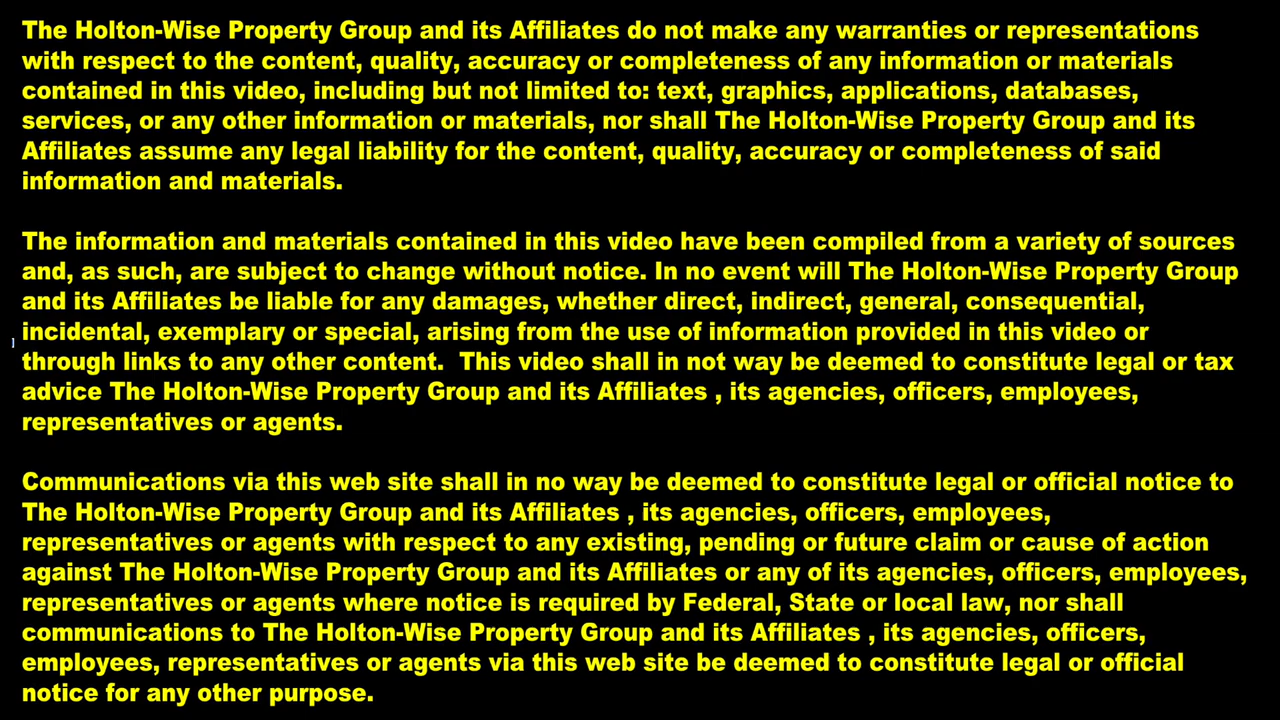 The Holton-Wise Property Group and its Affiliates do not make any warranties or representations
with respect to the content, quality, accuracy or completeness of any information or materials
contained in this video, including but not limited to: text, graphics, applications, databases,
services, or any other information or materials, nor shall The Holton-Wise Property Group and its
Affiliates assume any legal liability for the content, quality, accuracy or completeness of said
information and materials.
The information and materials contained in this video have been compiled from a variety of sources
and, as such, are subject to change without notice. In no event will The Holton-Wise Property Group
and its Affiliates be liable for any damages, whether direct, indirect, general, consequential,
incidental, exemplary or special, arising from the use of information provided in this video or
through links to any other content.  This video shall in not way be deemed to constitute legal or tax
advice The Holton-Wise Property Group and its Affiliates , its agencies, officers, employees,
representatives or agents.
Communications via this web site shall in no way be deemed to constitute legal or official notice to
The Holton-Wise Property Group and its Affiliates , its agencies, officers, employees,
representatives or agents with respect to any existing, pending or future claim or cause of action
against The Holton-Wise Property Group and its Affiliates or any of its agencies, officers, employees,
representatives or agents where notice is required by Federal, State or local law, nor shall
communications to The Holton-Wise Property Group and its Affiliates , its agencies, officers,
employees, representatives or agents via this web site be deemed to constitute legal or official
notice for any other purpose.